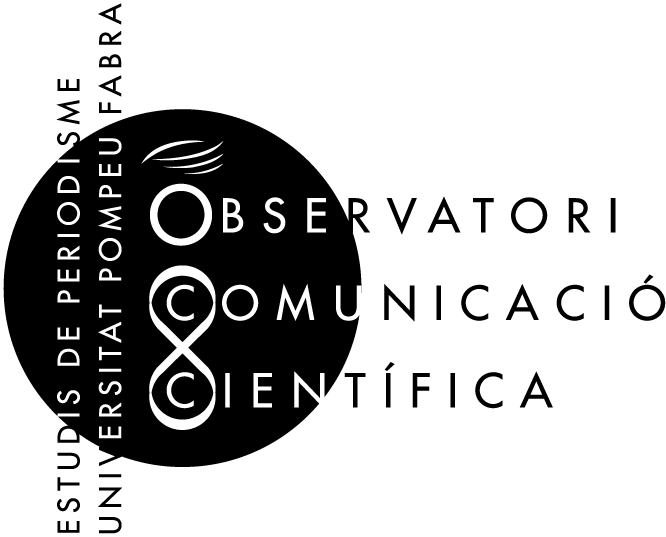 ESTUDIS DE PERIODISME
UNIVERSITAT POMPEU FABRA
OBSERVATORI
COMUNICACIÓ
CIENTÍFICA